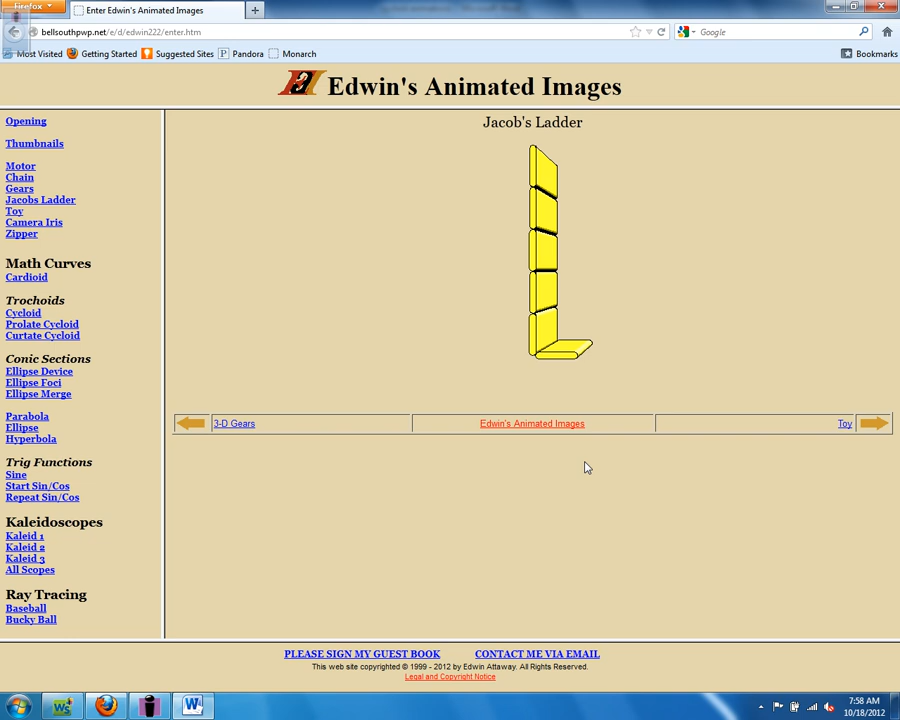 Firefox
Enter Edwin's Animated Images
bellsouthpwp.net/e/d/edwin222/enter.htm
Google
Most Visited
Getting Started
Suggested Sites
Pandora
Monarch
Bookmarks
Edwin's Animated Images
Opening
Thumbnails
Motor
Chain
Gears
Jacobs Ladder
Toy
Camera Iris
Zipper
Math Curves
Cardioid
Trochoids
Cycloid
Prolate Cycloid
Curtate Cycloid
Conic Sections
Ellipse Device
Ellipse Foci
Ellipse Merge
Parabola
Ellipse
Hyperbola
Trig Functions
Sine
Start Sin/Cos
Repeat Sin/Cos
Kaleidoscopes
Kaleid 1
Kaleid 2
Kaleid 3
All Scopes
Ray Tracing
Baseball
Bucky Ball
Jacob's Ladder
3-D Gears
Edwin's Animated Images
Toy
PLEASE SIGN MY GUEST BOOK CONTACT ME VIA EMAIL
This web site copyrighted © 1999 - 2012 by Edwin Attaway. All Rights Reserved.
Legal and Copyright Notice
7:58 AM
10/18/2012